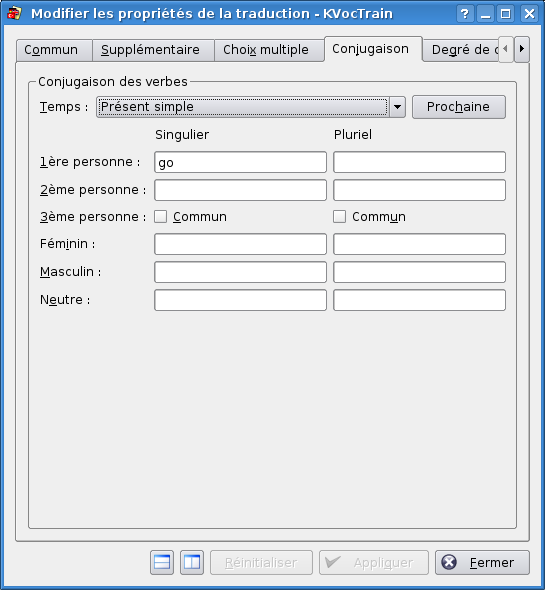 Modifier les propriétés de la traduction - KVocTrain
Commun Supplémentaire Choix multiple Conjugaison Degré de
Conjugaison des verbes
Temps : Présent simple Prochaine
Singulier Pluriel
1ère personne : go
2ème personne :
3ème personne : Commun Commun
Féminin :
Masculin :
Neutre :
Réinitialiser Appliquer Fermer